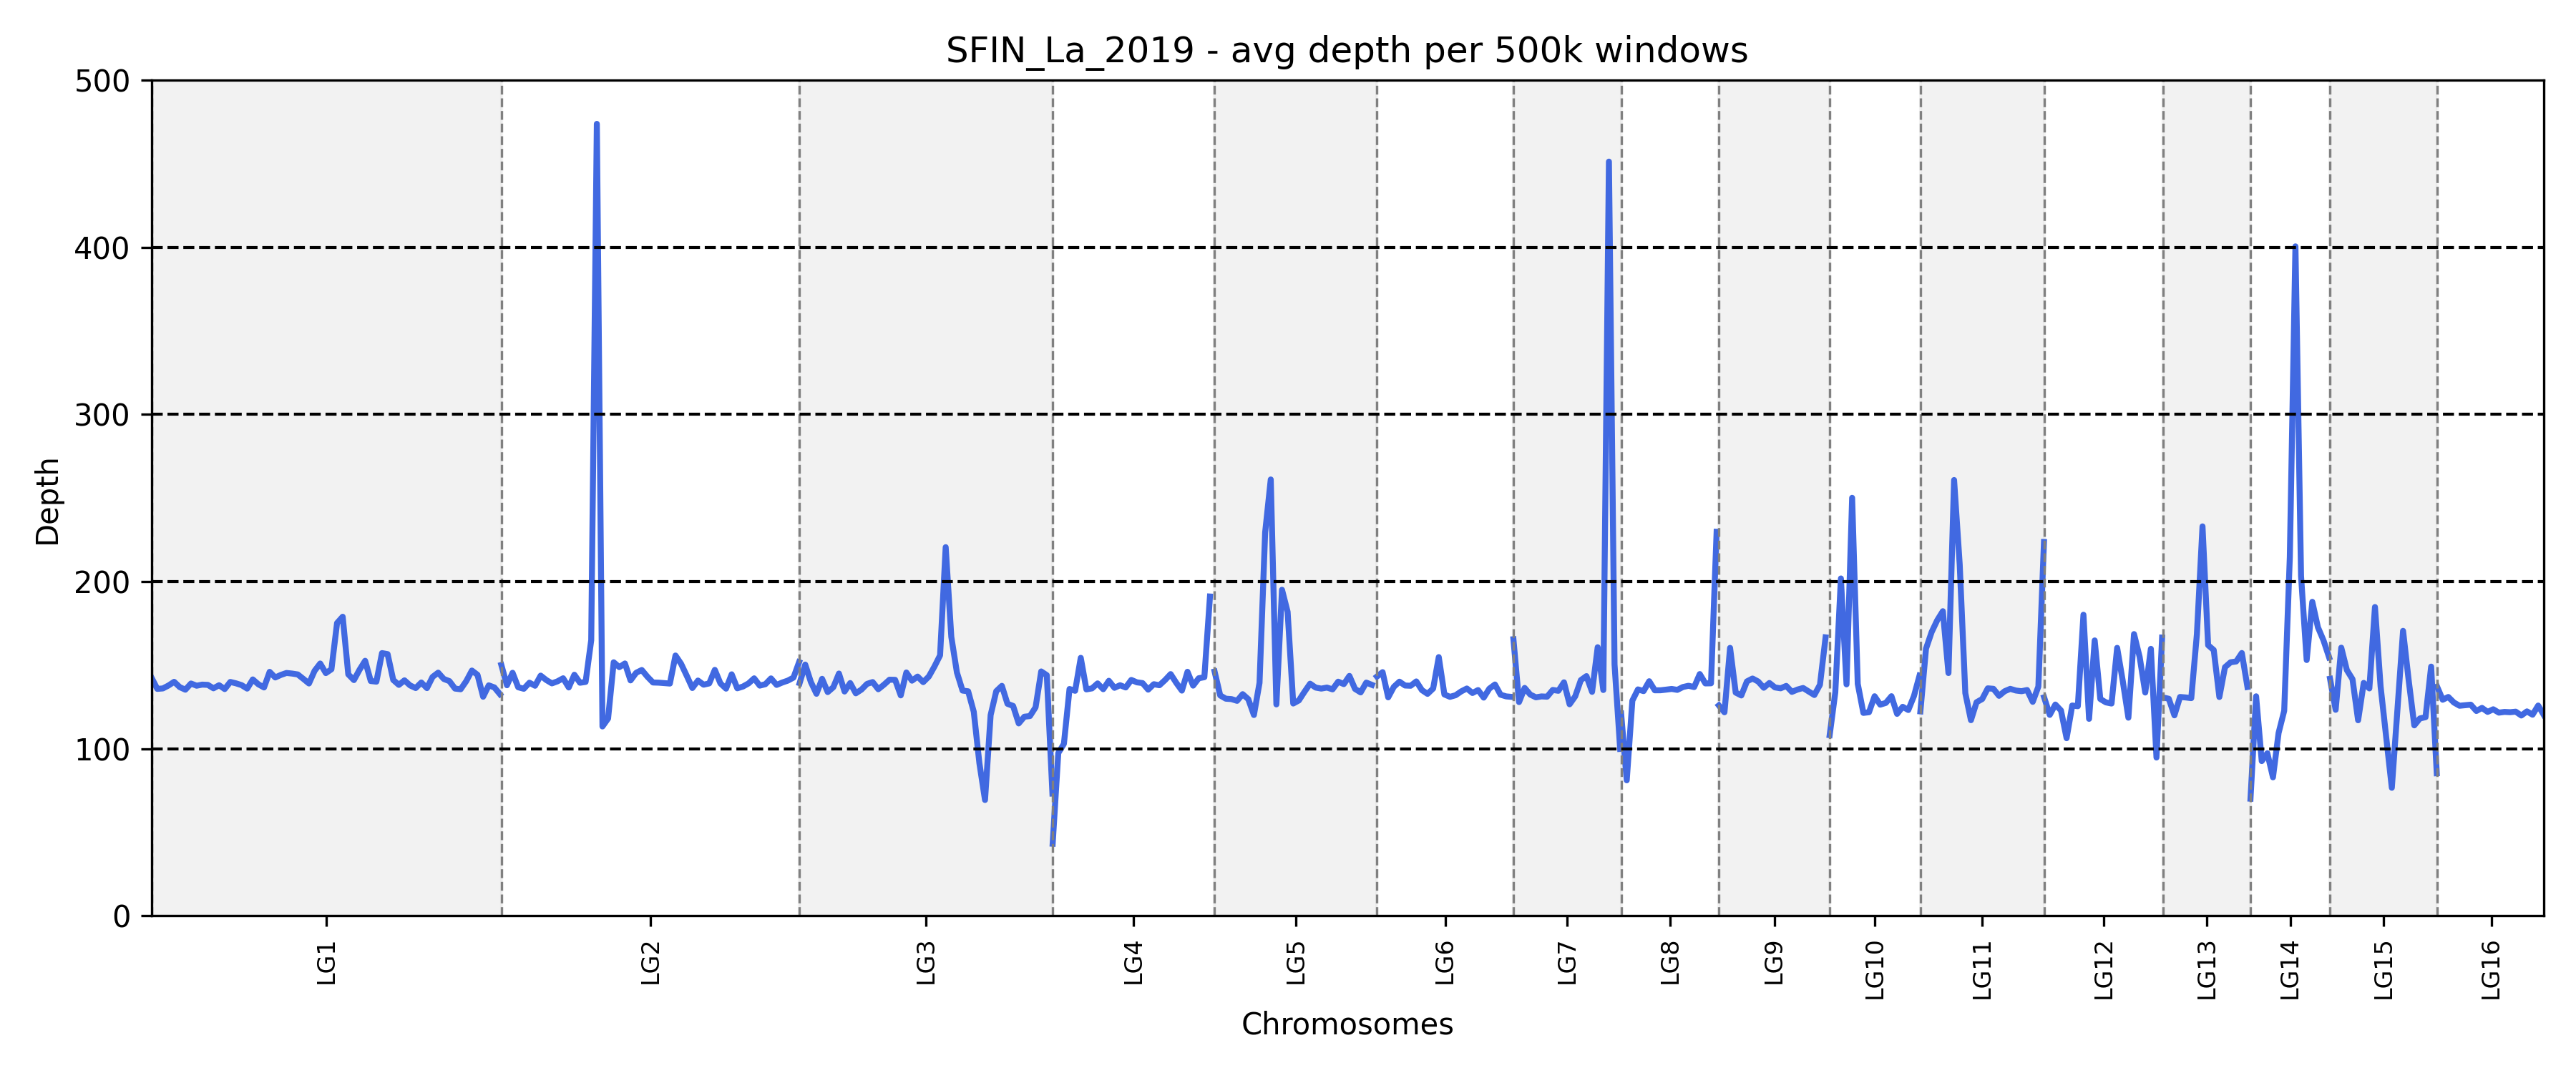 SFIN_La_2019 - avg depth per 500k windows
500
400
300
200
100
0
Depth
LG1
LG2
LG3
LG4
LG5
LG6
LG7
LG8
LG9
LG10
LG11
LG12
LG13
LG14
LG15
LG16
Chromosomes